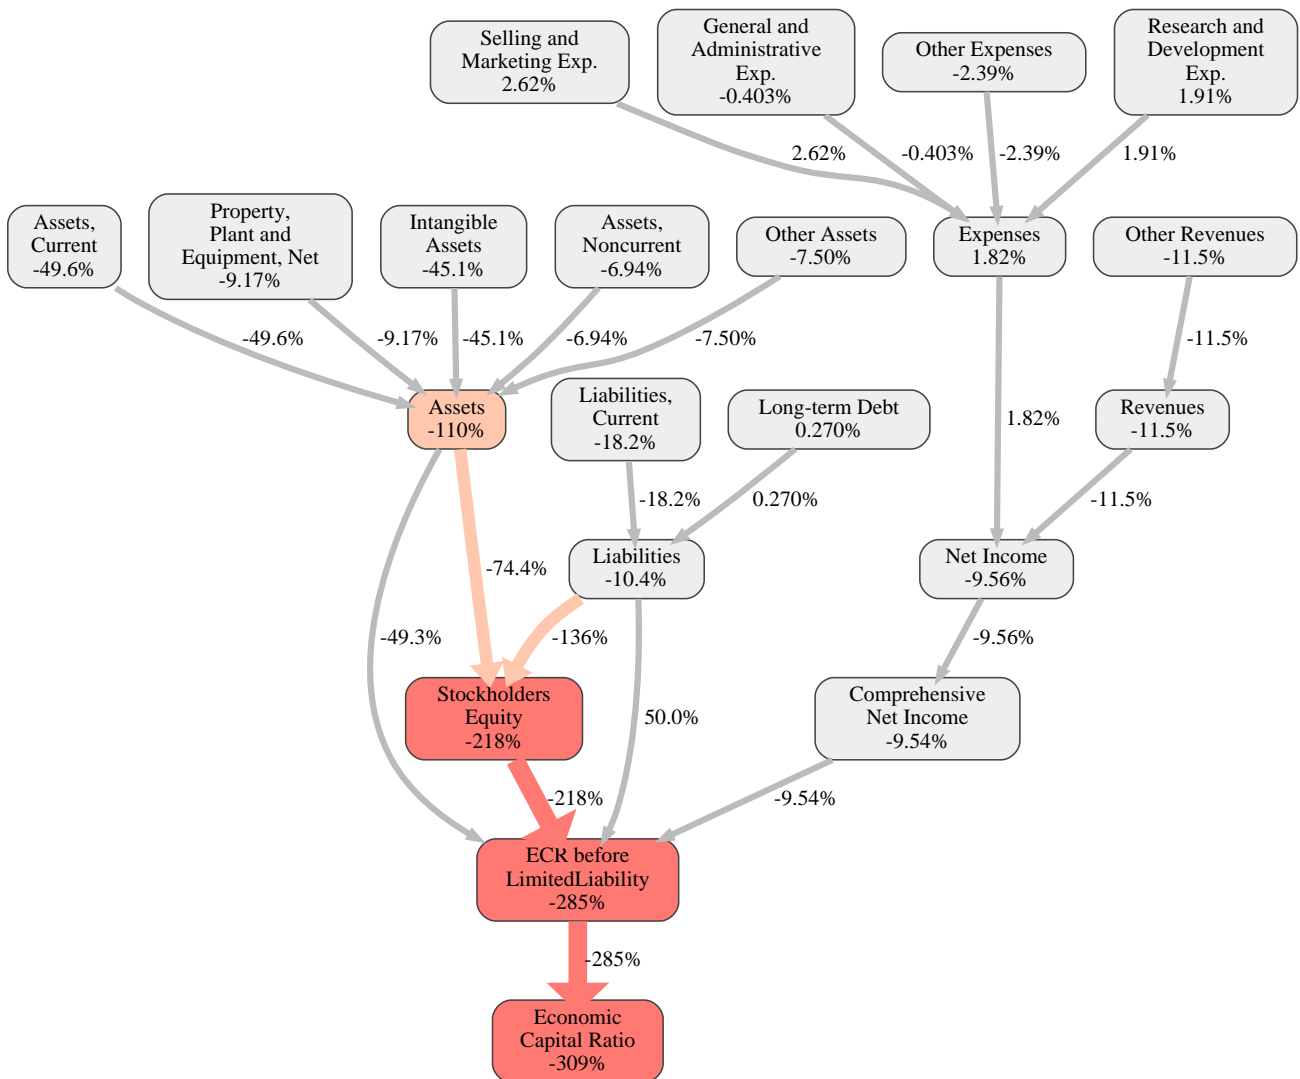 Selling and
Marketing Exp.
2.62%
General and
Administrative
Exp.
-0.403%
Other Expenses
-2.39%
Research and
Development
Exp.
1.91%
2.62%
-0.403%
-2.39%
1.91%
Assets,
Current
-49.6%
Property,
Plant and
Equipment, Net
-9.17%
Intangible
Assets
-45.1%
Assets,
Noncurrent
-6.94%
Other Assets
-7.50%
Expenses
1.82%
Other Revenues
-11.5%
-49.6%
-9.17%
-45.1%
-6.94%
-7.50%
-11.5%
Assets
-110%
Liabilities,
Current
-18.2%
Long-term Debt
0.270%
1.82%
Revenues
-11.5%
-18.2%
0.270%
-11.5%
-74.4%
Liabilities
-10.4%
Net Income
-9.56%
-49.3%
-136%
-9.56%
Stockholders
Equity
-218%
50.0%
Comprehensive
Net Income
-9.54%
-218%
-9.54%
ECR before
LimitedLiability
-285%
-285%
Economic
Capital Ratio
-309%